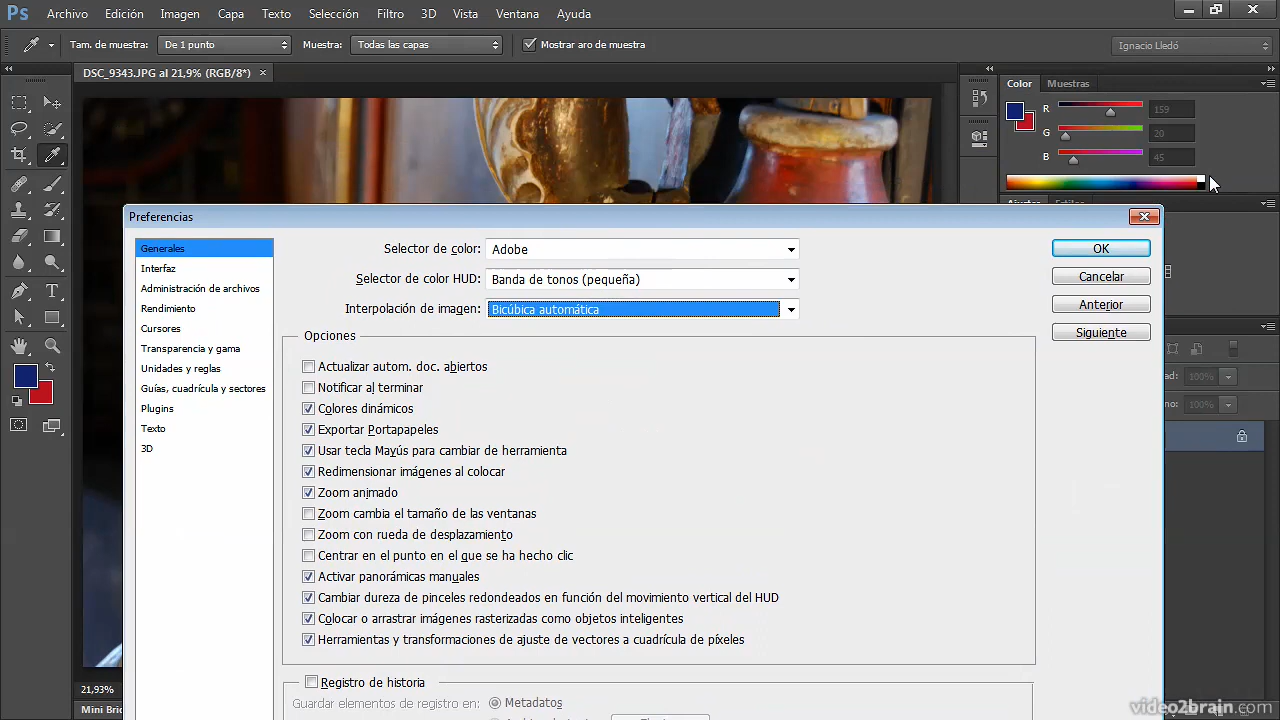 Ps Archivo Edición Imagen Capa Texto Selección Filtro 3D Vista Ventana Ayuda
Tam. de muestra: De 1 punto Muestra: Todas las capas Mostrar aro de muestra Ignacio Lledó
DSC_9343.JPG al 21,9% (RGB/8*)
Color Muestras
R 159
G 20
B 45
Preferencias
Generales
Interfaz
Administración de archivos
Rendimiento
Cursores
Transparencia y gama
Unidades y reglas
Guías, cuadrícula y sectores
Plugins
Texto
3D
Selector de color: Adobe
Selector de color HUD: Banda de tonos (pequeña)
Interpolación de imagen: Bicúbica automática
Opciones
Actualizar autom. doc. abiertos
Notificar al terminar
Colores dinámicos
Exportar Portapapeles
Usar tecla Mayús para cambiar de herramienta
Redimensionar imágenes al colocar
Zoom animado
Zoom cambia el tamaño de las ventanas
Zoom con rueda de desplazamiento
Centrar en el punto en el que se ha hecho clic
Activar panorámicas manuales
Cambiar dureza de pinceles redondeados en función del movimiento vertical del HUD
Colocar o arrastrar imágenes rasterizadas como objetos inteligentes
Herramientas y transformaciones de ajuste de vectores a cuadrícula de píxeles
Registro de historia
Guardar elementos de registro en: Metadatos
OK
Cancelar
Anterior
Siguiente
ad: 100%
no: 100%
21,93%
Mini Bri
video2brain.com